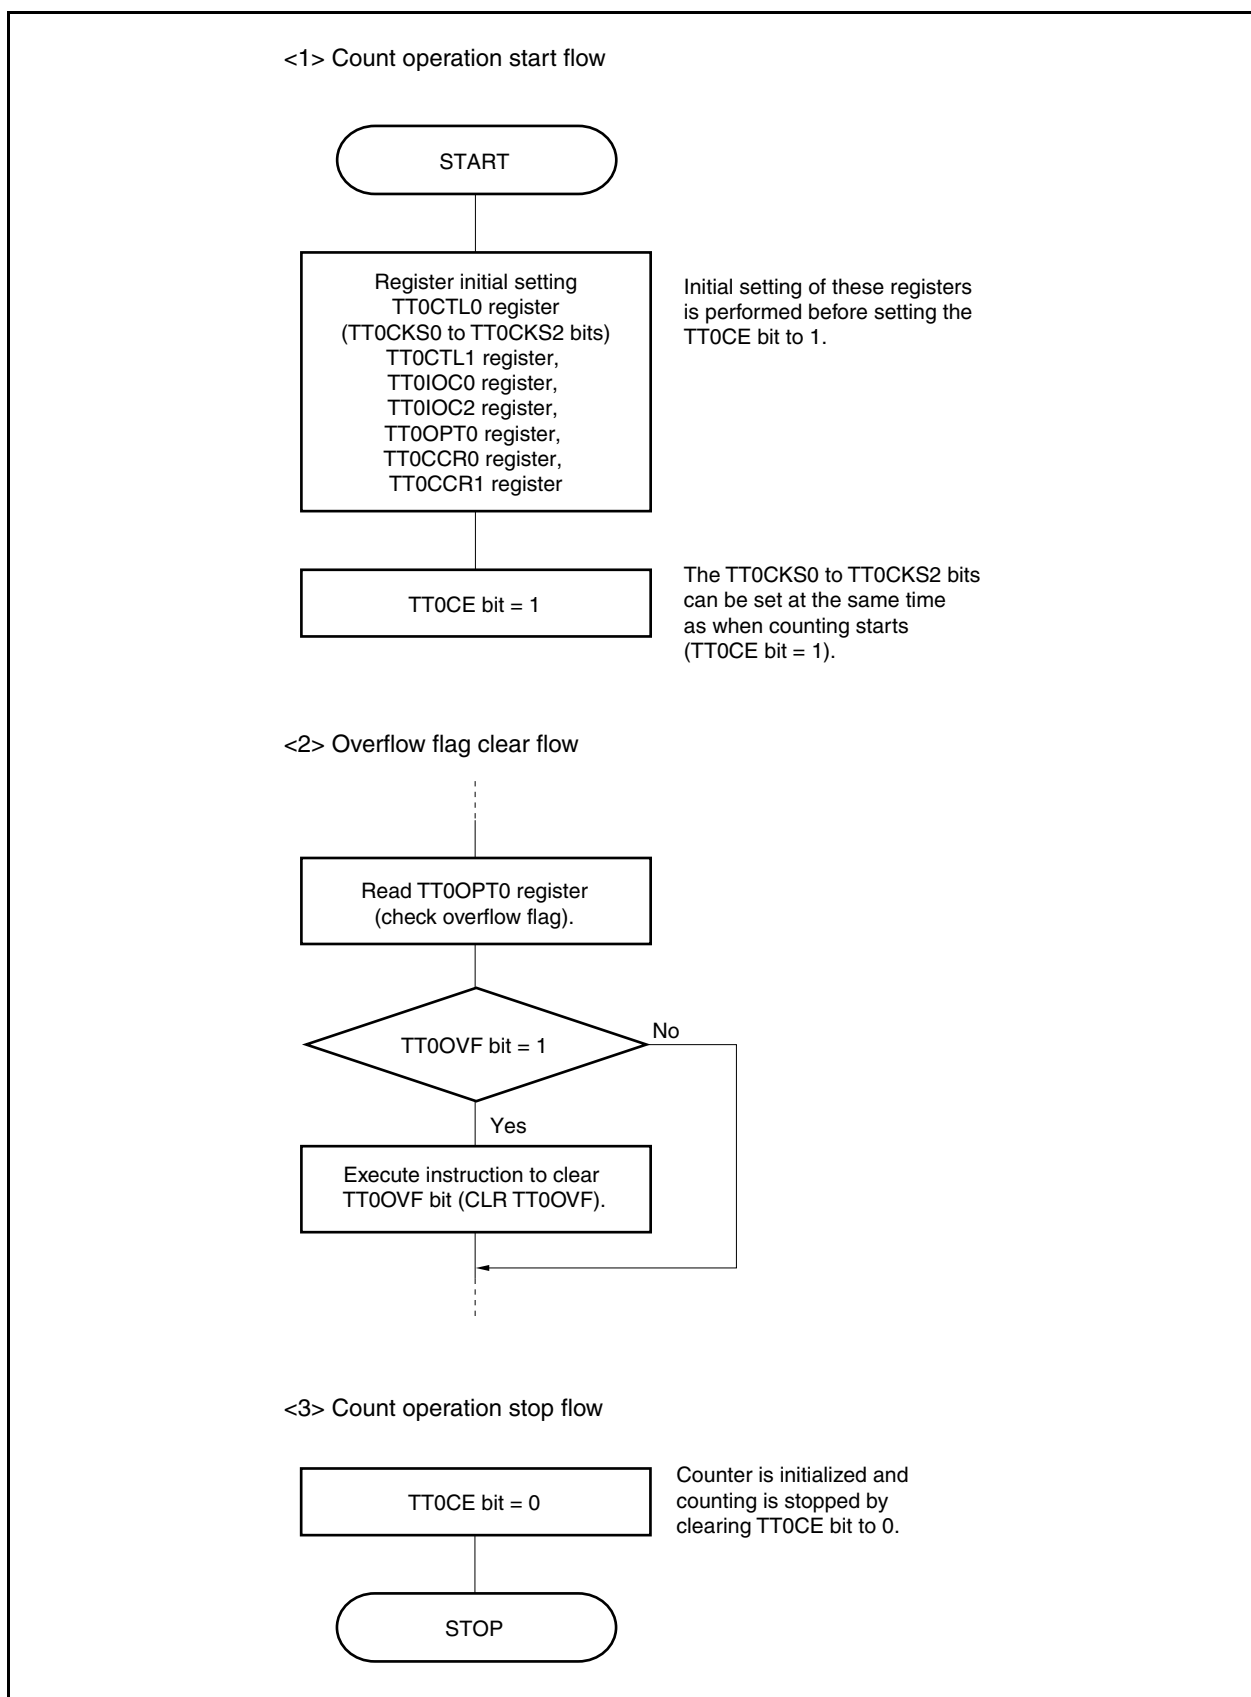 <1> Count operation start flow
START
Register initial setting
TT0CTL0 register
(TT0CKS0 to TT0CKS2 bits)
TT0CTL1 register,
TT0IOC0 register,
TT0IOC2 register,
TT0OPT0 register,
TT0CCR0 register,
TT0CCR1 register
Initial setting of these registers
is performed before setting the
TT0CE bit to 1.
TT0CE bit = 1
The TT0CKS0 to TT0CKS2 bits
can be set at the same time
as when counting starts
(TT0CE bit = 1).
<2> Overflow flag clear flow
Read TT0OPT0 register
(check overflow flag).
TT0OVF bit = 1
No
Yes
Execute instruction to clear
TT0OVF bit (CLR TT0OVF).
<3> Count operation stop flow
TT0CE bit = 0
Counter is initialized and
counting is stopped by
clearing TT0CE bit to 0.
STOP